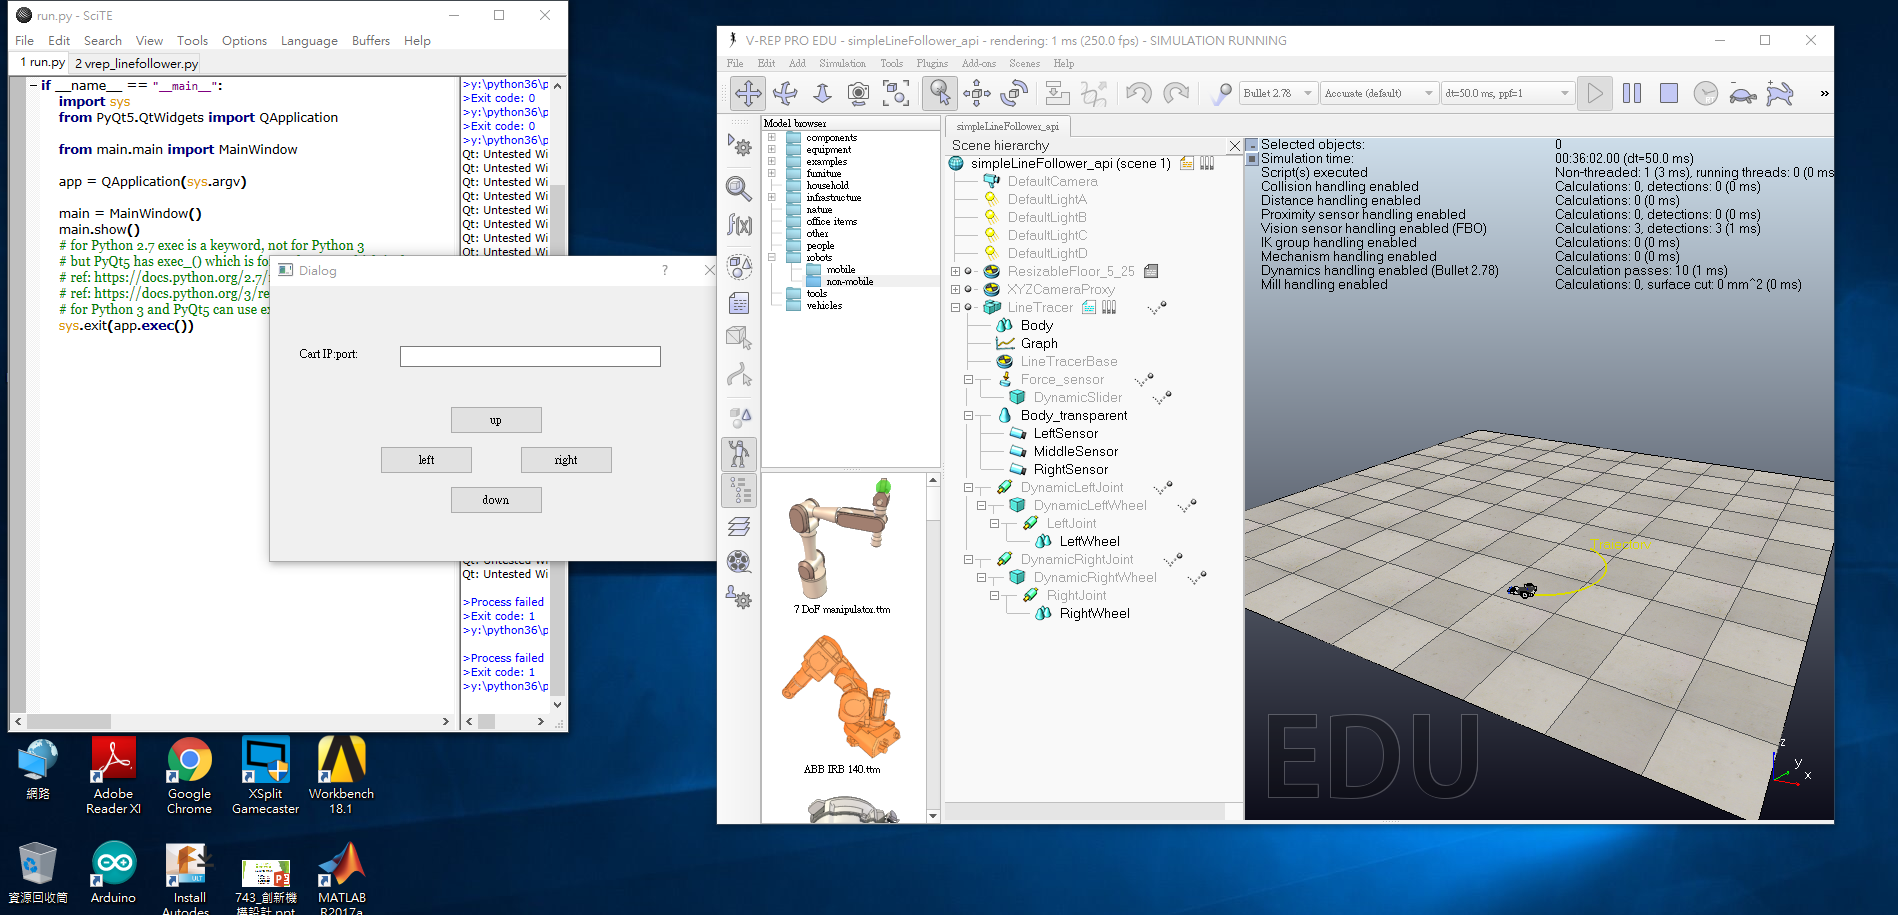 run.py - SciTE
File Edit Search View Tools Options Language Buffers Help
1 run.py 2 vrep_linefollower.py
if __name__ == "__main__":
import sys
from PyQt5.QtWidgets import QApplication
from main.main import MainWindow
app = QApplication(sys.argv)
main = MainWindow()
main.show()
# for Python 2.7 exec is a keyword, not for Python 3
# but PyQt5 has exec_() which is fo
# ref: https://docs.python.org/2.7/
# ref: https://docs.python.org/3/re
# for Python 3 and PyQt5 can use ex
sys.exit(app.exec())
>y:\python36\p
>Exit code: 0
>y:\python36\p
>Exit code: 0
>y:\python36\p
Qt: Untested Wi
Qt: Untested Wi
Qt: Untested Wi
Qt: Untested Wi
Qt: Untested Wi
Qt: Untested Wi
Qt: Untested Wi
Qt: Untested Wi
Qt: Untested Wi
>Process failed
>Exit code: 1
>y:\python36\p
>Process failed
>Exit code: 1
>y:\python36\p
Dialog
Cart IP:port:
up
left
right
down
V-REP PRO EDU - simpleLineFollower_api - rendering: 1 ms (250.0 fps) - SIMULATION RUNNING
File Edit Add Simulation Tools Plugins Add-ons Scenes Help
Bullet 2.78
Accurate (default)
dt=50.0 ms, ppf=1
f(x)
Model browser
components
equipment
examples
furniture
household
infrastructure
nature
office items
other
people
robots
mobile
non-mobile
tools
vehicles
7 DoF manipulator.ttm
ABB IRB 140.ttm
simpleLineFollower_api
Scene hierarchy
simpleLineFollower_api (scene 1)
DefaultCamera
DefaultLightA
DefaultLightB
DefaultLightC
DefaultLightD
ResizableFloor_5_25
XYZCameraProxy
LineTracer
Body
Graph
LineTracerBase
Force_sensor
DynamicSlider
Body_transparent
LeftSensor
MiddleSensor
RightSensor
DynamicLeftJoint
DynamicLeftWheel
LeftJoint
LeftWheel
DynamicRightJoint
DynamicRightWheel
RightJoint
RightWheel
Selected objects: 0
Simulation time: 00:36:02.00 (dt=50.0 ms)
Script(s) executed Non-threaded: 1 (3 ms), running threads: 0 (0 ms
Collision handling enabled Calculations: 0, detections: 0 (0 ms)
Distance handling enabled Calculations: 0 (0 ms)
Proximity sensor handling enabled Calculations: 0, detections: 0 (0 ms)
Vision sensor handling enabled (FBO) Calculations: 3, detections: 3 (1 ms)
IK group handling enabled Calculations: 0 (0 ms)
Mechanism handling enabled Calculations: 0 (0 ms)
Dynamics handling enabled (Bullet 2.78) Calculation passes: 10 (1 ms)
Mill handling enabled Calculations: 0, surface cut: 0 mm^2 (0 ms)
Trajectory
EDU
z
y
x
網路
Adobe
Reader XI
Google
Chrome
XSplit
Gamecaster
Workbench
18.1
資源回收筒
Arduino
ULT
Install
Autodes
743_創新機
構設計.ppt
MATLAB
R2017a